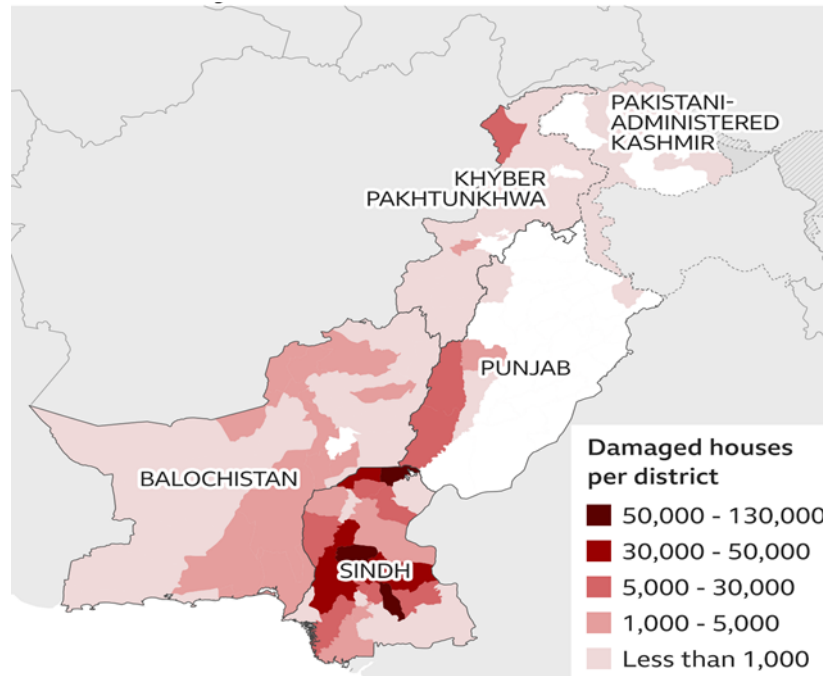 PAKISTANI-
ADMINISTERED
KASHMIR
KHYBER
PAKHTUNKHWA
PUNJAB
BALOCHISTAN
SINDH
Damaged houses
per district
50,000 - 130,000
30,000 - 50,000
5,000 - 30,000
1,000 - 5,000
Less than 1,000